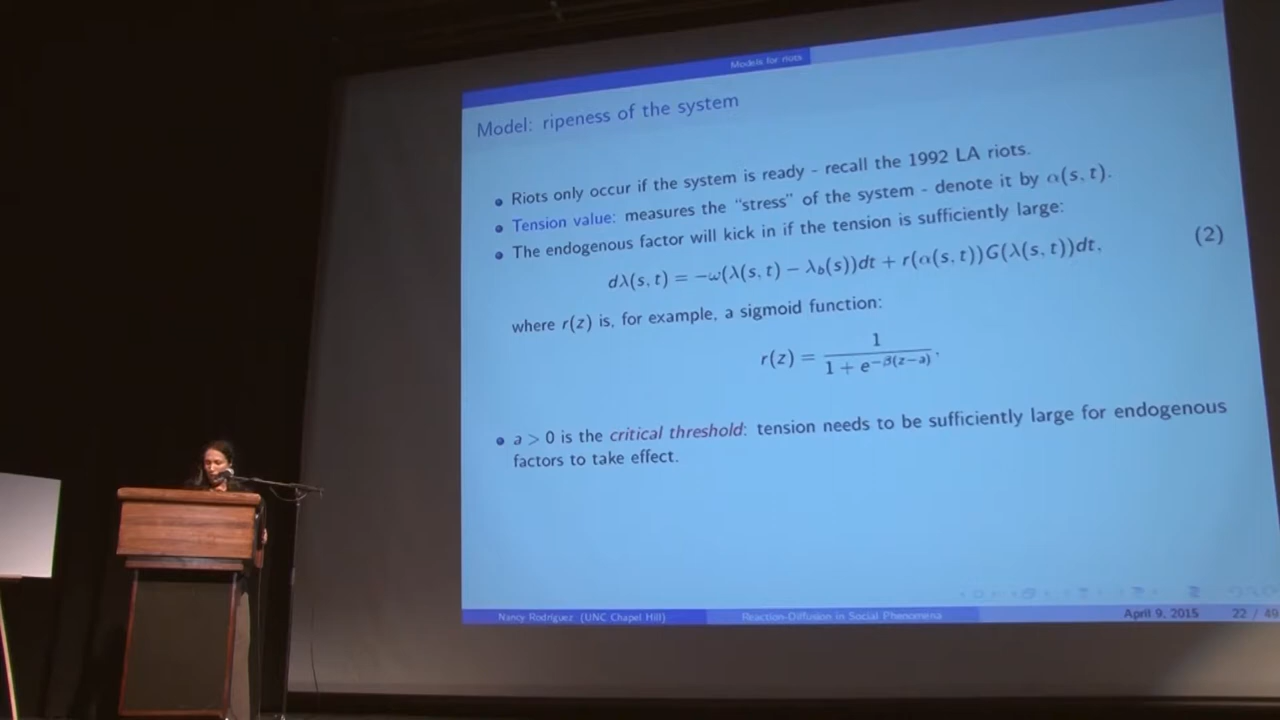 Models for riots
Model: ripeness of the system
• Riots only occur if the system is ready - recall the 1992 LA riots.
• Tension value: measures the “stress” of the system - denote it by α(s, t).
• The endogenous factor will kick in if the tension is sufficiently large:
dλ(s, t) = −ω(λ(s, t) − λ_b(s))dt + r(α(s, t))G(λ(s, t))dt, (2)
where r(z) is, for example, a sigmoid function:
r(z) = 1 / (1 + e^{−β(z−a)}).
• a > 0 is the critical threshold: tension needs to be sufficiently large for endogenous
factors to take effect.
Nancy Rodriguez (UNC Chapel Hill) Reaction-Diffusion in Social Phenomena April 9, 2015 22 / 49